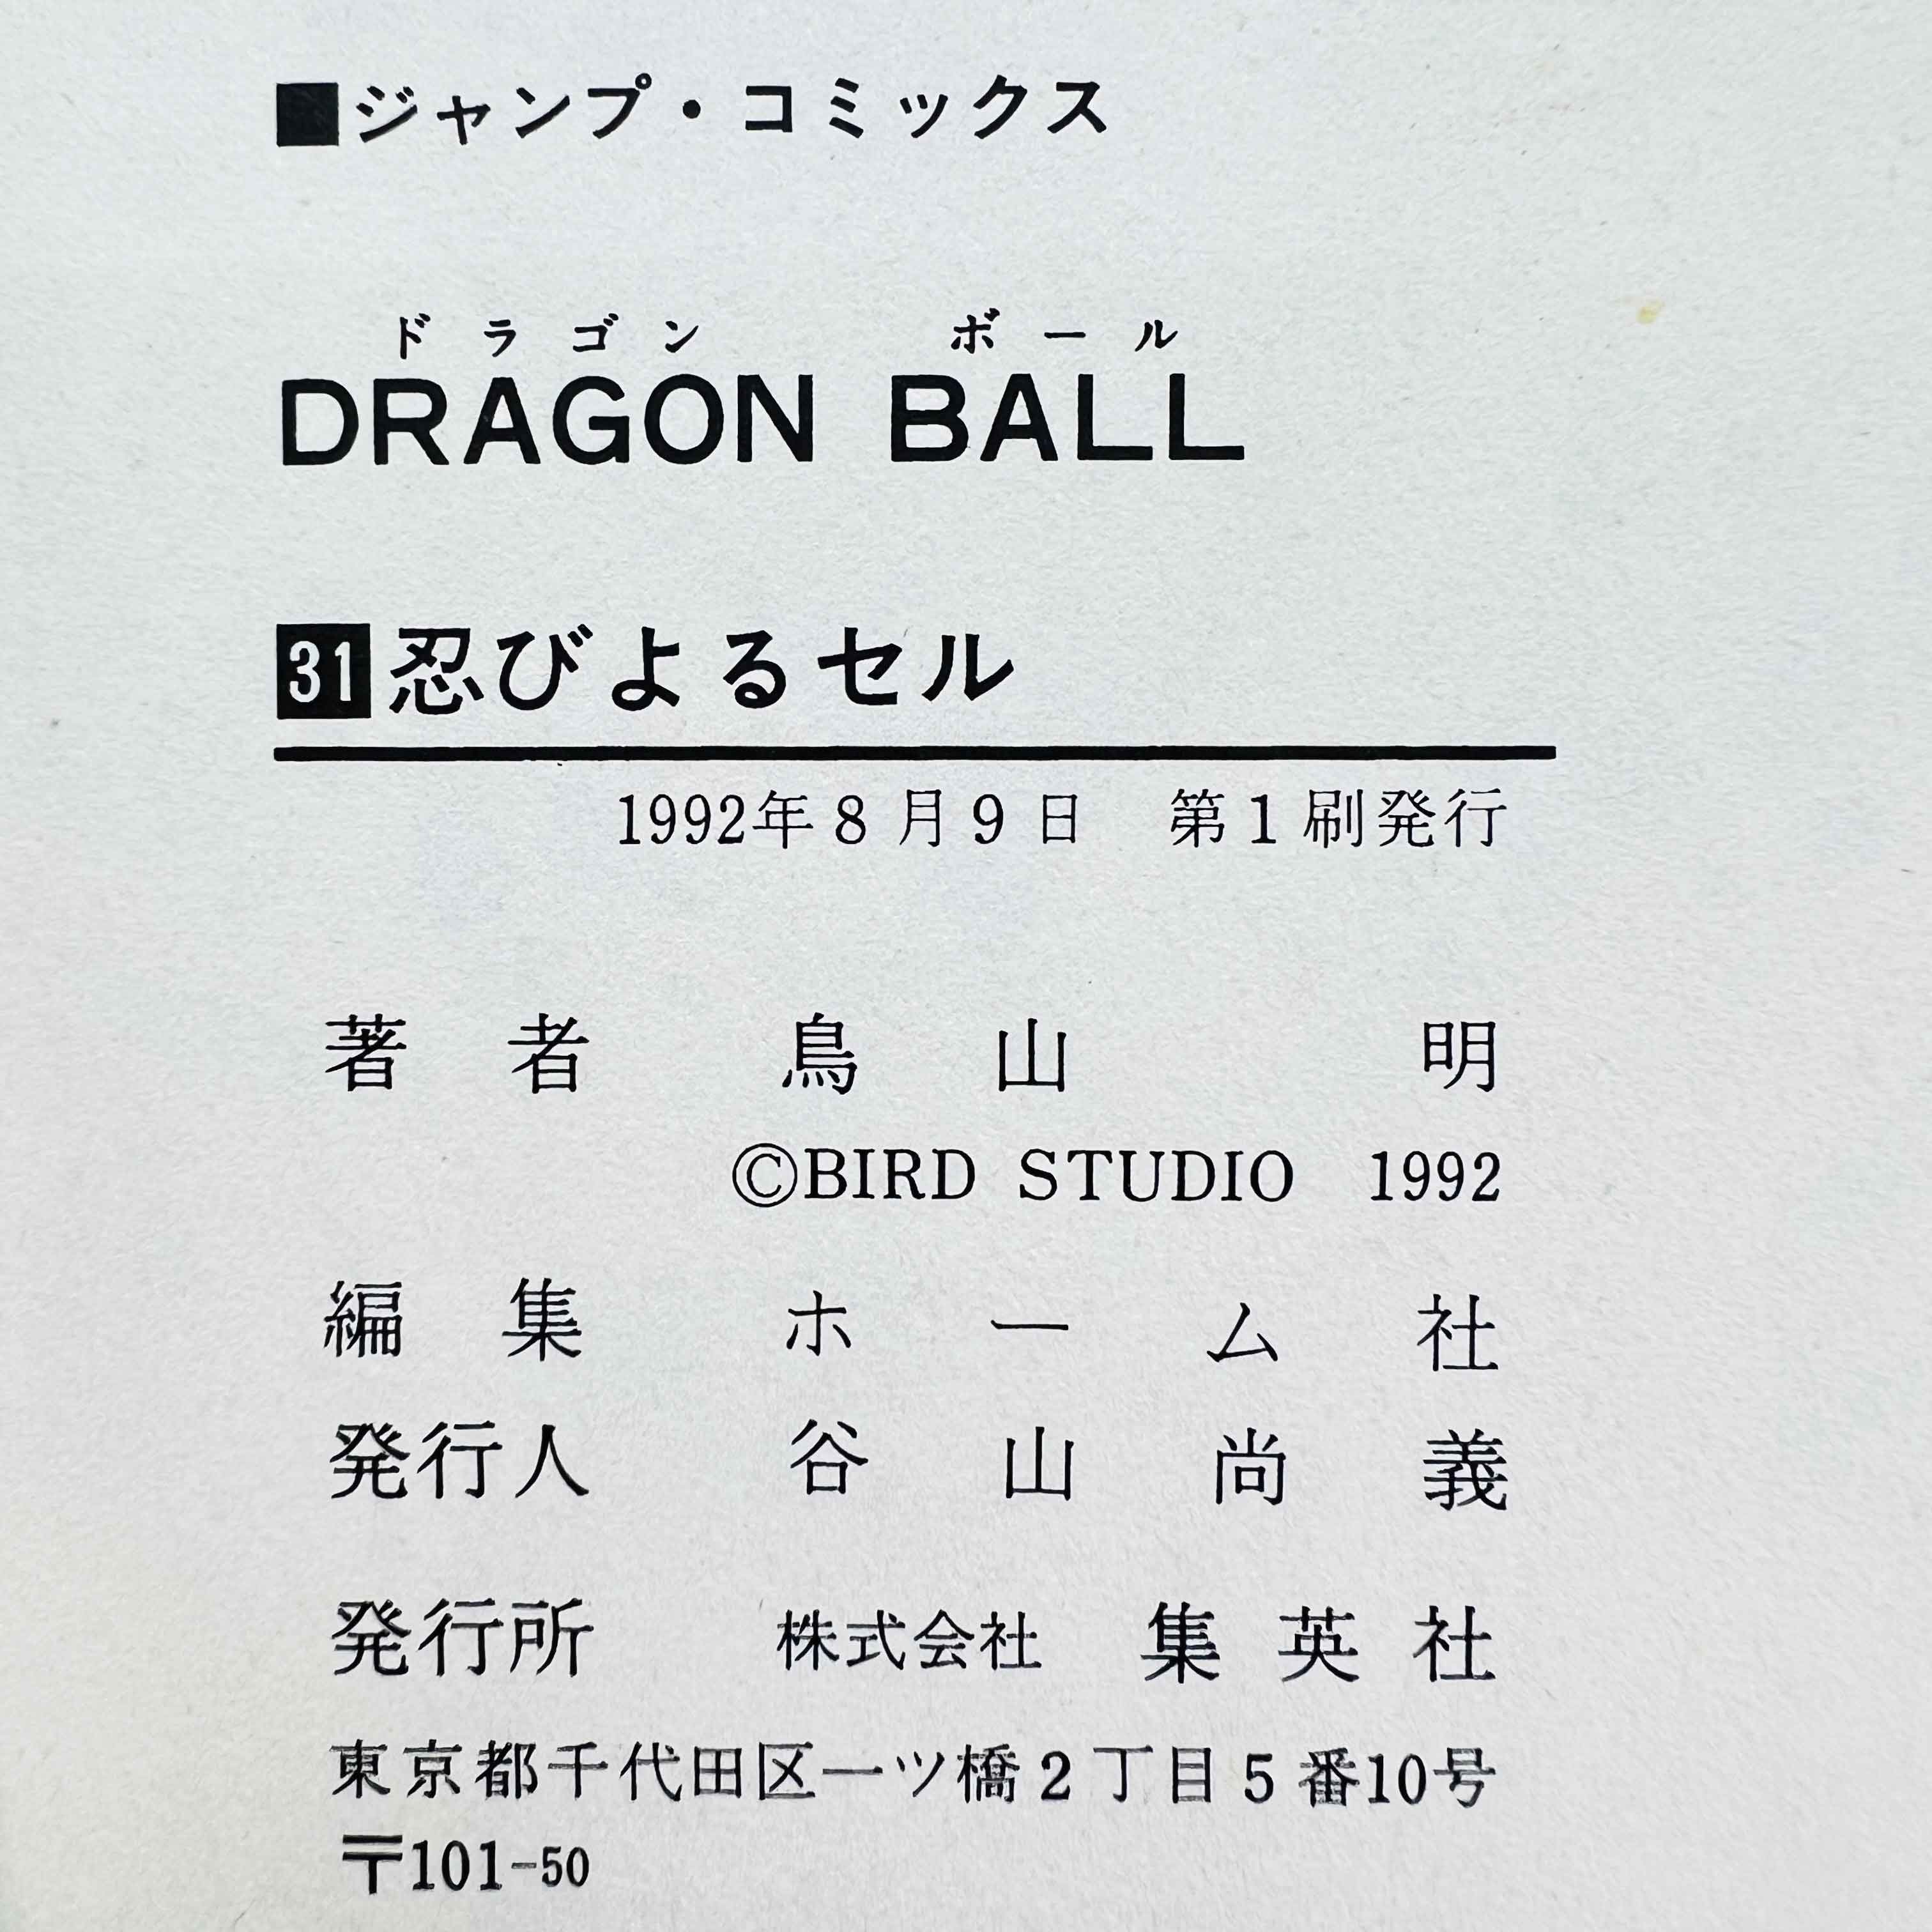 ■ジャンプ・コミックス
ドラゴン ボール
DRAGON BALL
31 忍びよるセル
1992年8月9日 第1刷発行
著者 鳥山 明
©BIRD STUDIO 1992
編集 ホーム社
発行人 谷山尚義
発行所 株式会社 集英社
東京都千代田区一ツ橋2丁目5番10号
〒101-50